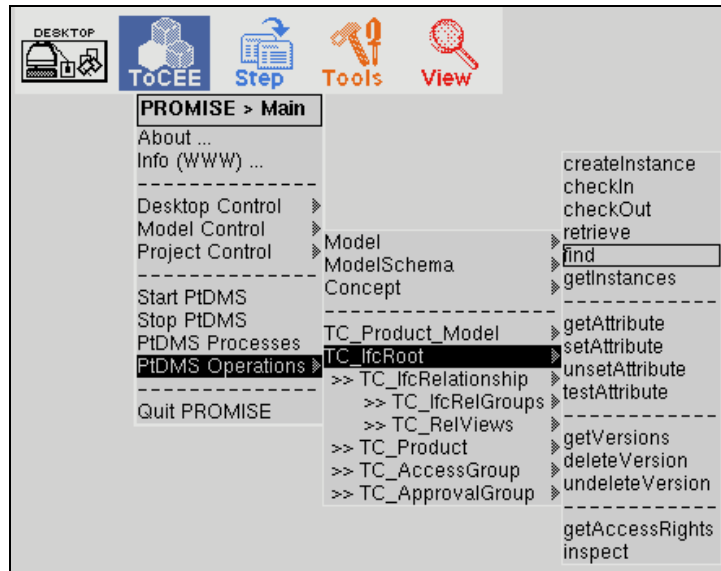 DESKTOP
ToCEE
Step
Tools
View
PROMISE > Main
About ...
Info (WWW) ...
Desktop Control
Model Control
Project Control
Start PtDMS
Stop PtDMS
PtDMS Processes
PtDMS Operations
Quit PROMISE
Model
ModelSchema
Concept
TC_Product_Model
TC_IfcRoot
>> TC_IfcRelationship
>> TC_IfcRelGroups
>> TC_RelViews
>> TC_Product
>> TC_AccessGroup
>> TC_ApprovalGroup
createInstance
checkIn
checkOut
retrieve
find
getInstances
getAttribute
setAttribute
unsetAttribute
testAttribute
getVersions
deleteVersion
undeleteVersion
getAccessRights
inspect